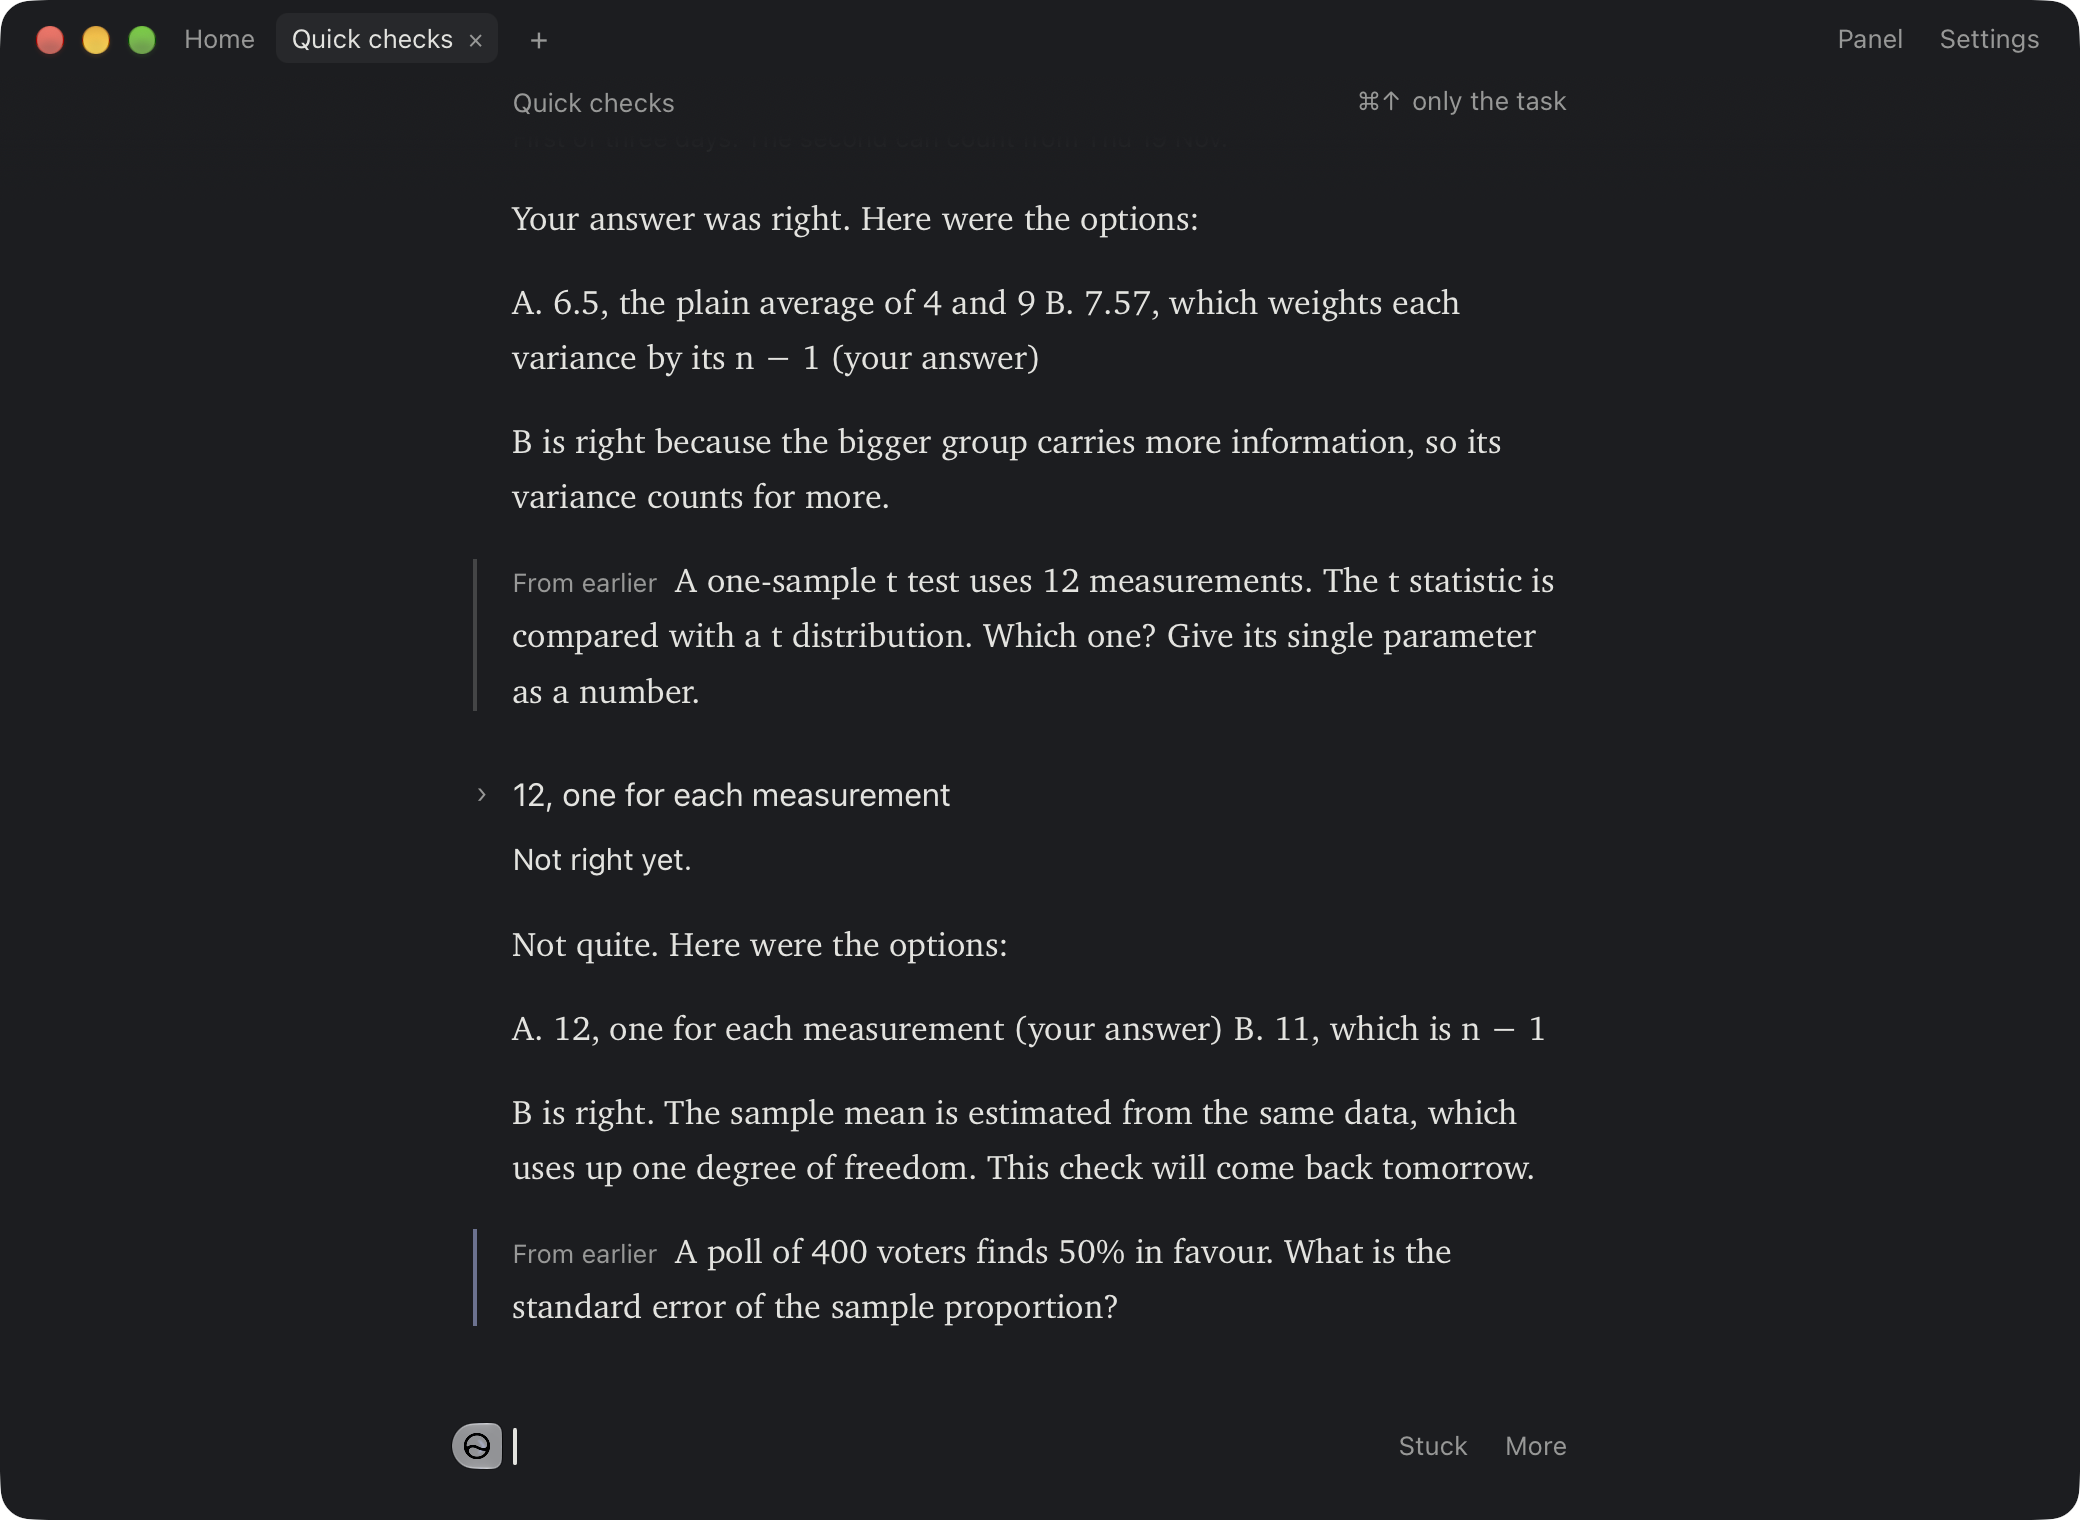 Home
Quick checks ×
+
Panel
Settings
Quick checks
⌘↑ only the task
Your answer was right. Here were the options:
A. 6.5, the plain average of 4 and 9 B. 7.57, which weights each
variance by its n − 1 (your answer)
B is right because the bigger group carries more information, so its
variance counts for more.
From earlier A one-sample t test uses 12 measurements. The t statistic is
compared with a t distribution. Which one? Give its single parameter
as a number.
› 12, one for each measurement
Not right yet.
Not quite. Here were the options:
A. 12, one for each measurement (your answer) B. 11, which is n − 1
B is right. The sample mean is estimated from the same data, which
uses up one degree of freedom. This check will come back tomorrow.
From earlier A poll of 400 voters finds 50% in favour. What is the
standard error of the sample proportion?
Stuck
More